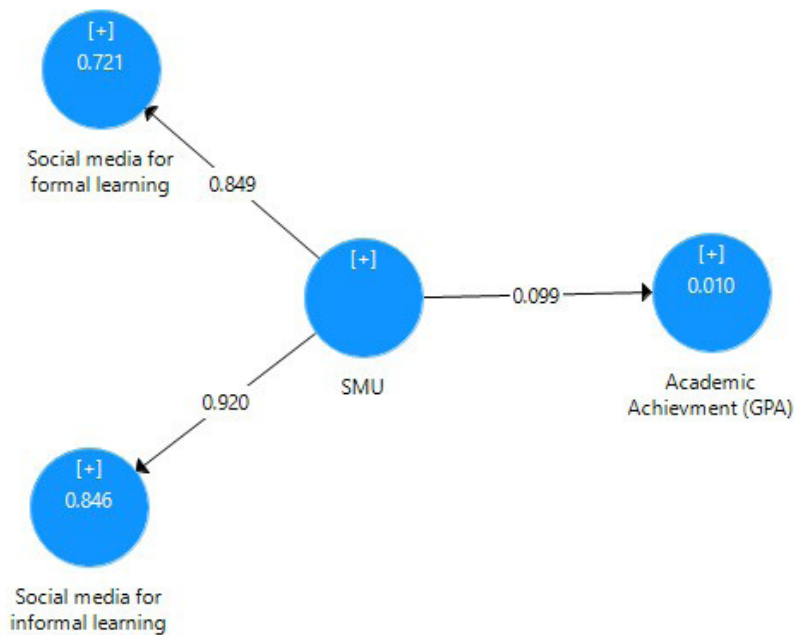 [+]
0.721
Social media for
formal learning
0.849
[+]
SMU
0.099
[+]
0.010
Academic
Achievment (GPA)
0.920
[+]
0.846
Social media for
informal learning